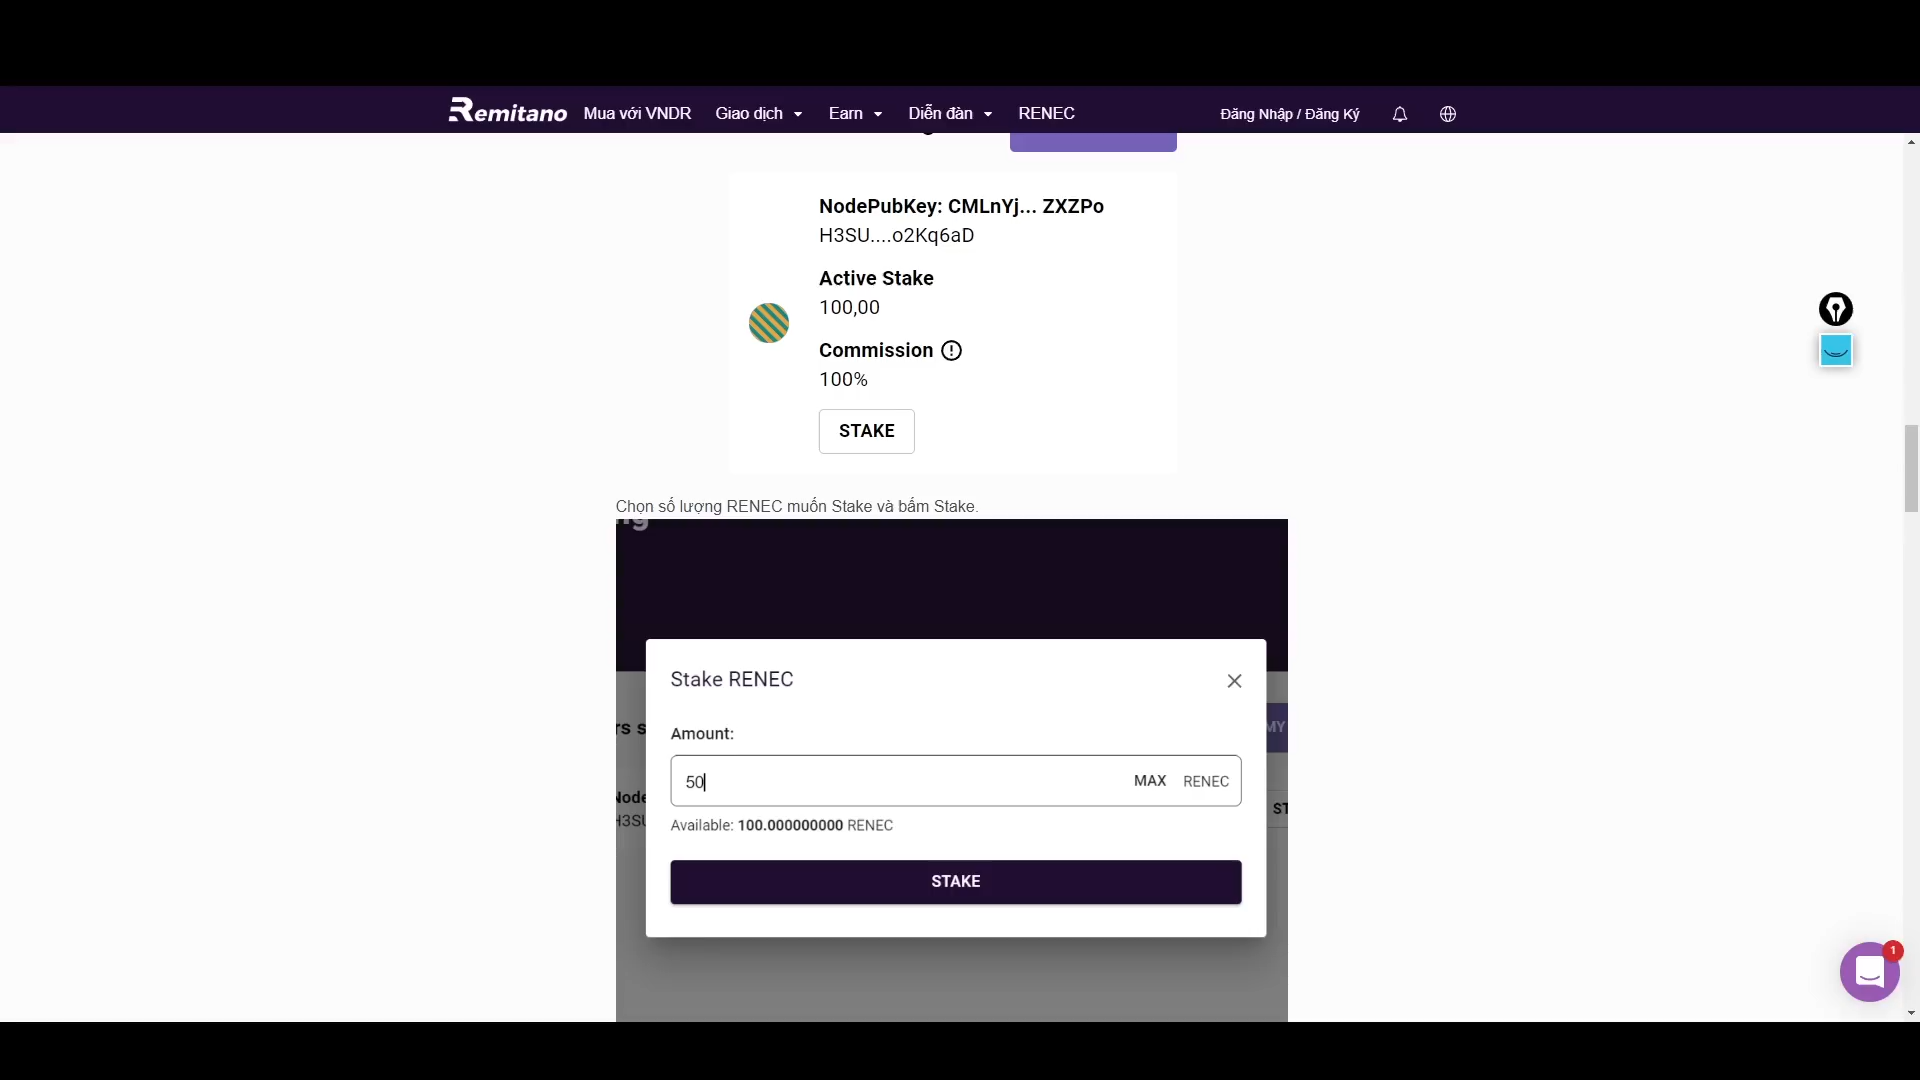 Remitano Mua với VNDR Giao dịch Earn Diễn đàn RENEC Đăng Nhập / Đăng Ký
NodePubKey: CMLnYj... ZXZPo
H3SU....o2Kq6aD
Active Stake
100,00
Commission
100%
STAKE
Chọn số lượng RENEC muốn Stake và bấm Stake.
Stake RENEC
MY
Amount:
50 MAX RENEC
Available: 100.000000000 RENEC
STAKE
1